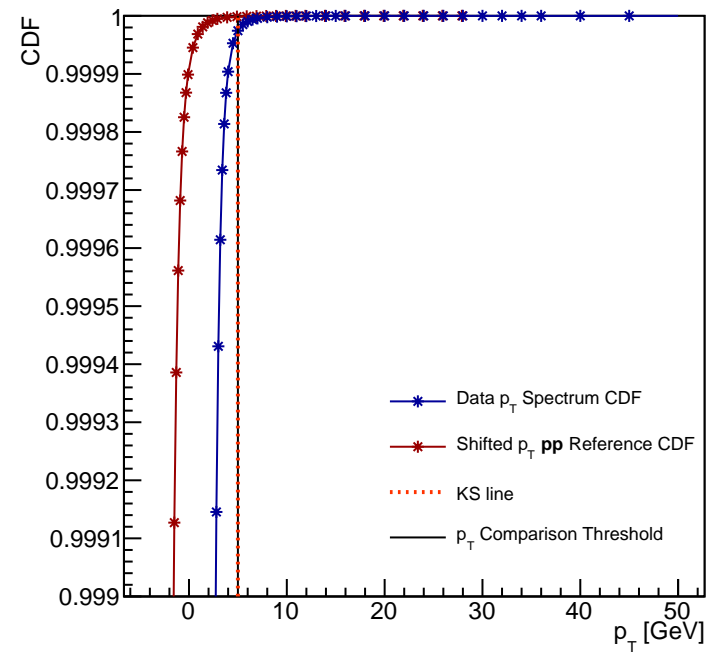 CDF
1
0.9999
0.9998
0.9997
0.9996
0.9995
0.9994
0.9993
0.9992
0.9991
0.999
Data p_T Spectrum CDF
Shifted p_T pp Reference CDF
KS line
p_T Comparison Threshold
0 10 20 30 40 50
p_T [GeV]